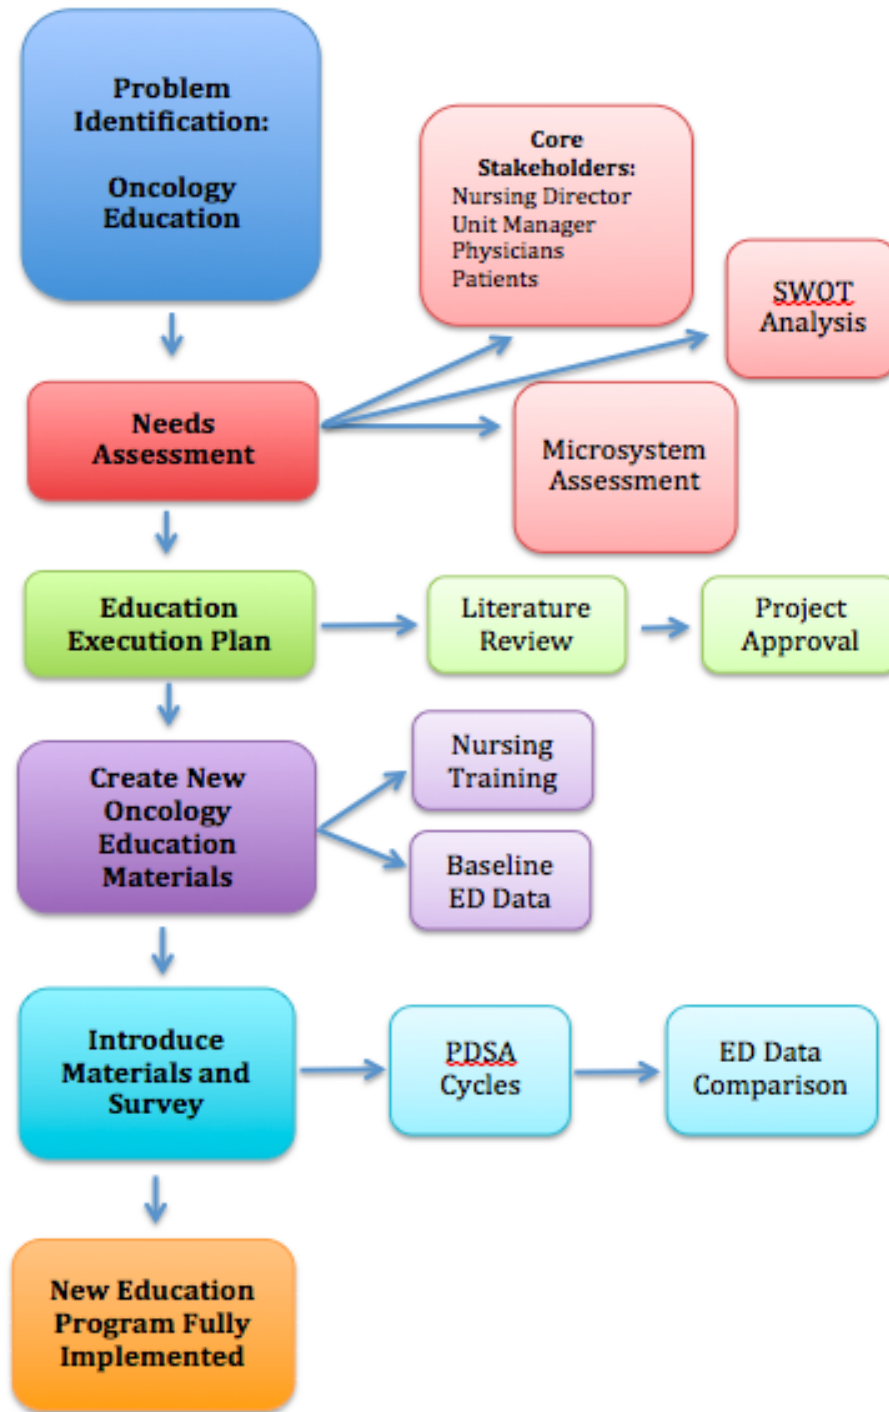 Problem
Identification:
Oncology
Education
Core
Stakeholders:
Nursing Director
Unit Manager
Physicians
Patients
SWOT
Analysis
Needs
Assessment
Microsystem
Assessment
Education
Execution Plan
Literature
Review
Project
Approval
Create New
Oncology
Education
Materials
Nursing
Training
Baseline
ED Data
Introduce
Materials and
Survey
PDSA
Cycles
ED Data
Comparison
New Education
Program Fully
Implemented